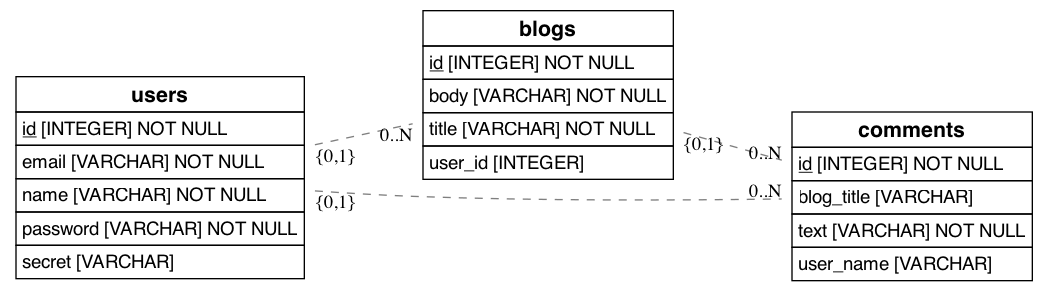 blogs
id [INTEGER] NOT NULL
body [VARCHAR] NOT NULL
title [VARCHAR] NOT NULL
user_id [INTEGER]
users
id [INTEGER] NOT NULL
email [VARCHAR] NOT NULL
name [VARCHAR] NOT NULL
password [VARCHAR] NOT NULL
secret [VARCHAR]
0..N
{0,1}
{0,1}
0..N
{0,1}
0..N
comments
id [INTEGER] NOT NULL
blog_title [VARCHAR]
text [VARCHAR] NOT NULL
user_name [VARCHAR]